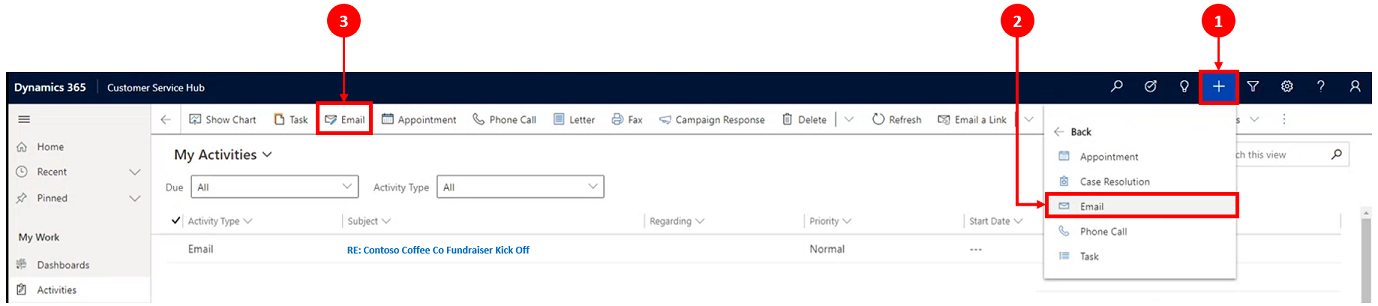 3
2
1
Dynamics 365 Customer Service Hub ?
Show Chart Task Email Appointment Phone Call Letter Fax Campaign Response Delete Refresh Email a Link s
Home
Recent
Pinned
My Work
Dashboards
Activities
My Activities
Due All Activity Type All
Activity Type Subject Regarding Priority Start Date
Email RE: Contoso Coffee Co Fundraiser Kick Off Normal ---
Back
Appointment
Case Resolution
Email
Phone Call
Task
ch this view